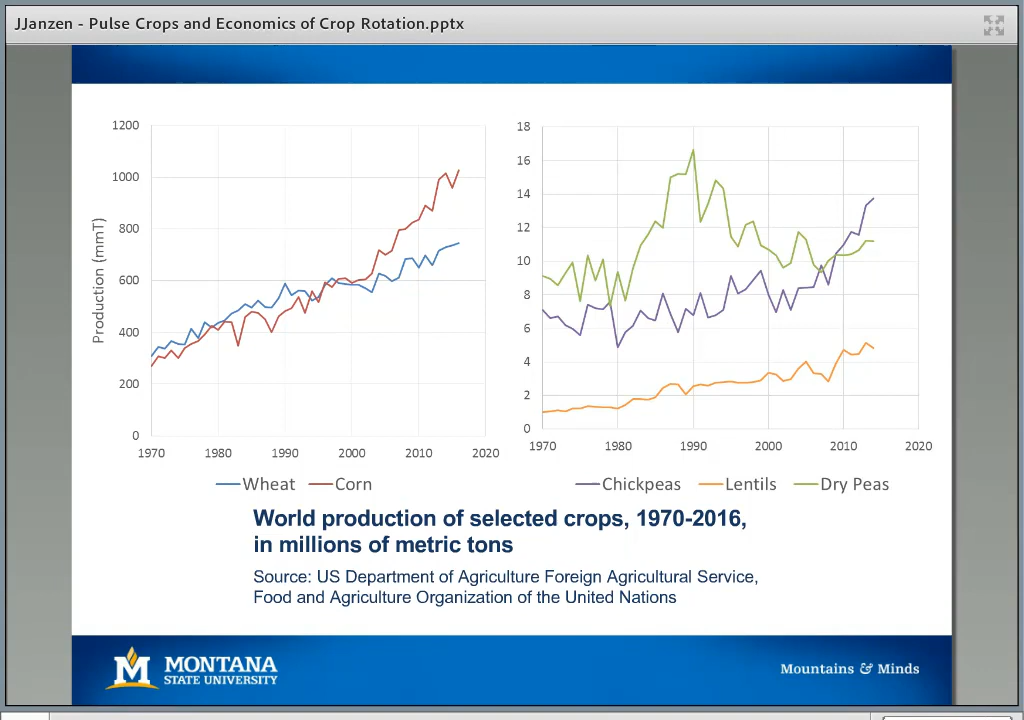 JJanzen - Pulse Crops and Economics of Crop Rotation.pptx
1200
1000
800
600
400
200
0
Production (mmT)
1970 1980 1990 2000 2010 2020
Wheat Corn
18
16
14
12
10
8
6
4
2
0
1970 1980 1990 2000 2010 2020
Chickpeas Lentils Dry Peas
World production of selected crops, 1970-2016,
in millions of metric tons
Source: US Department of Agriculture Foreign Agricultural Service,
Food and Agriculture Organization of the United Nations
M MONTANA
STATE UNIVERSITY
Mountains & Minds